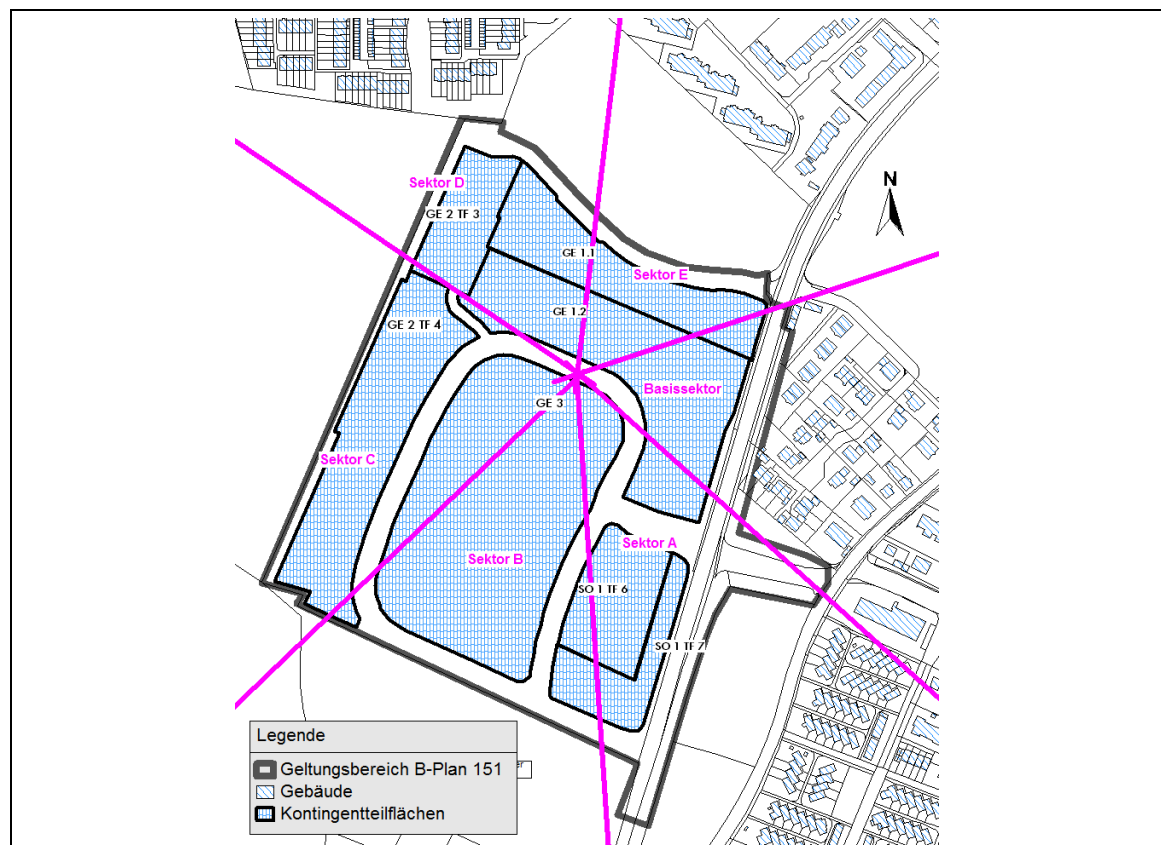 N
Sektor D
GE 2 TF 3
GE 1.1
Sektor E
GE 1.2
GE 2 TF 4
Basissektor
GE 3
Sektor C
Sektor A
Sektor B
SO 1 TF 6
SO 1 TF 7
Legende
Geltungsbereich B-Plan 151
Gebäude
Kontingentteilflächen